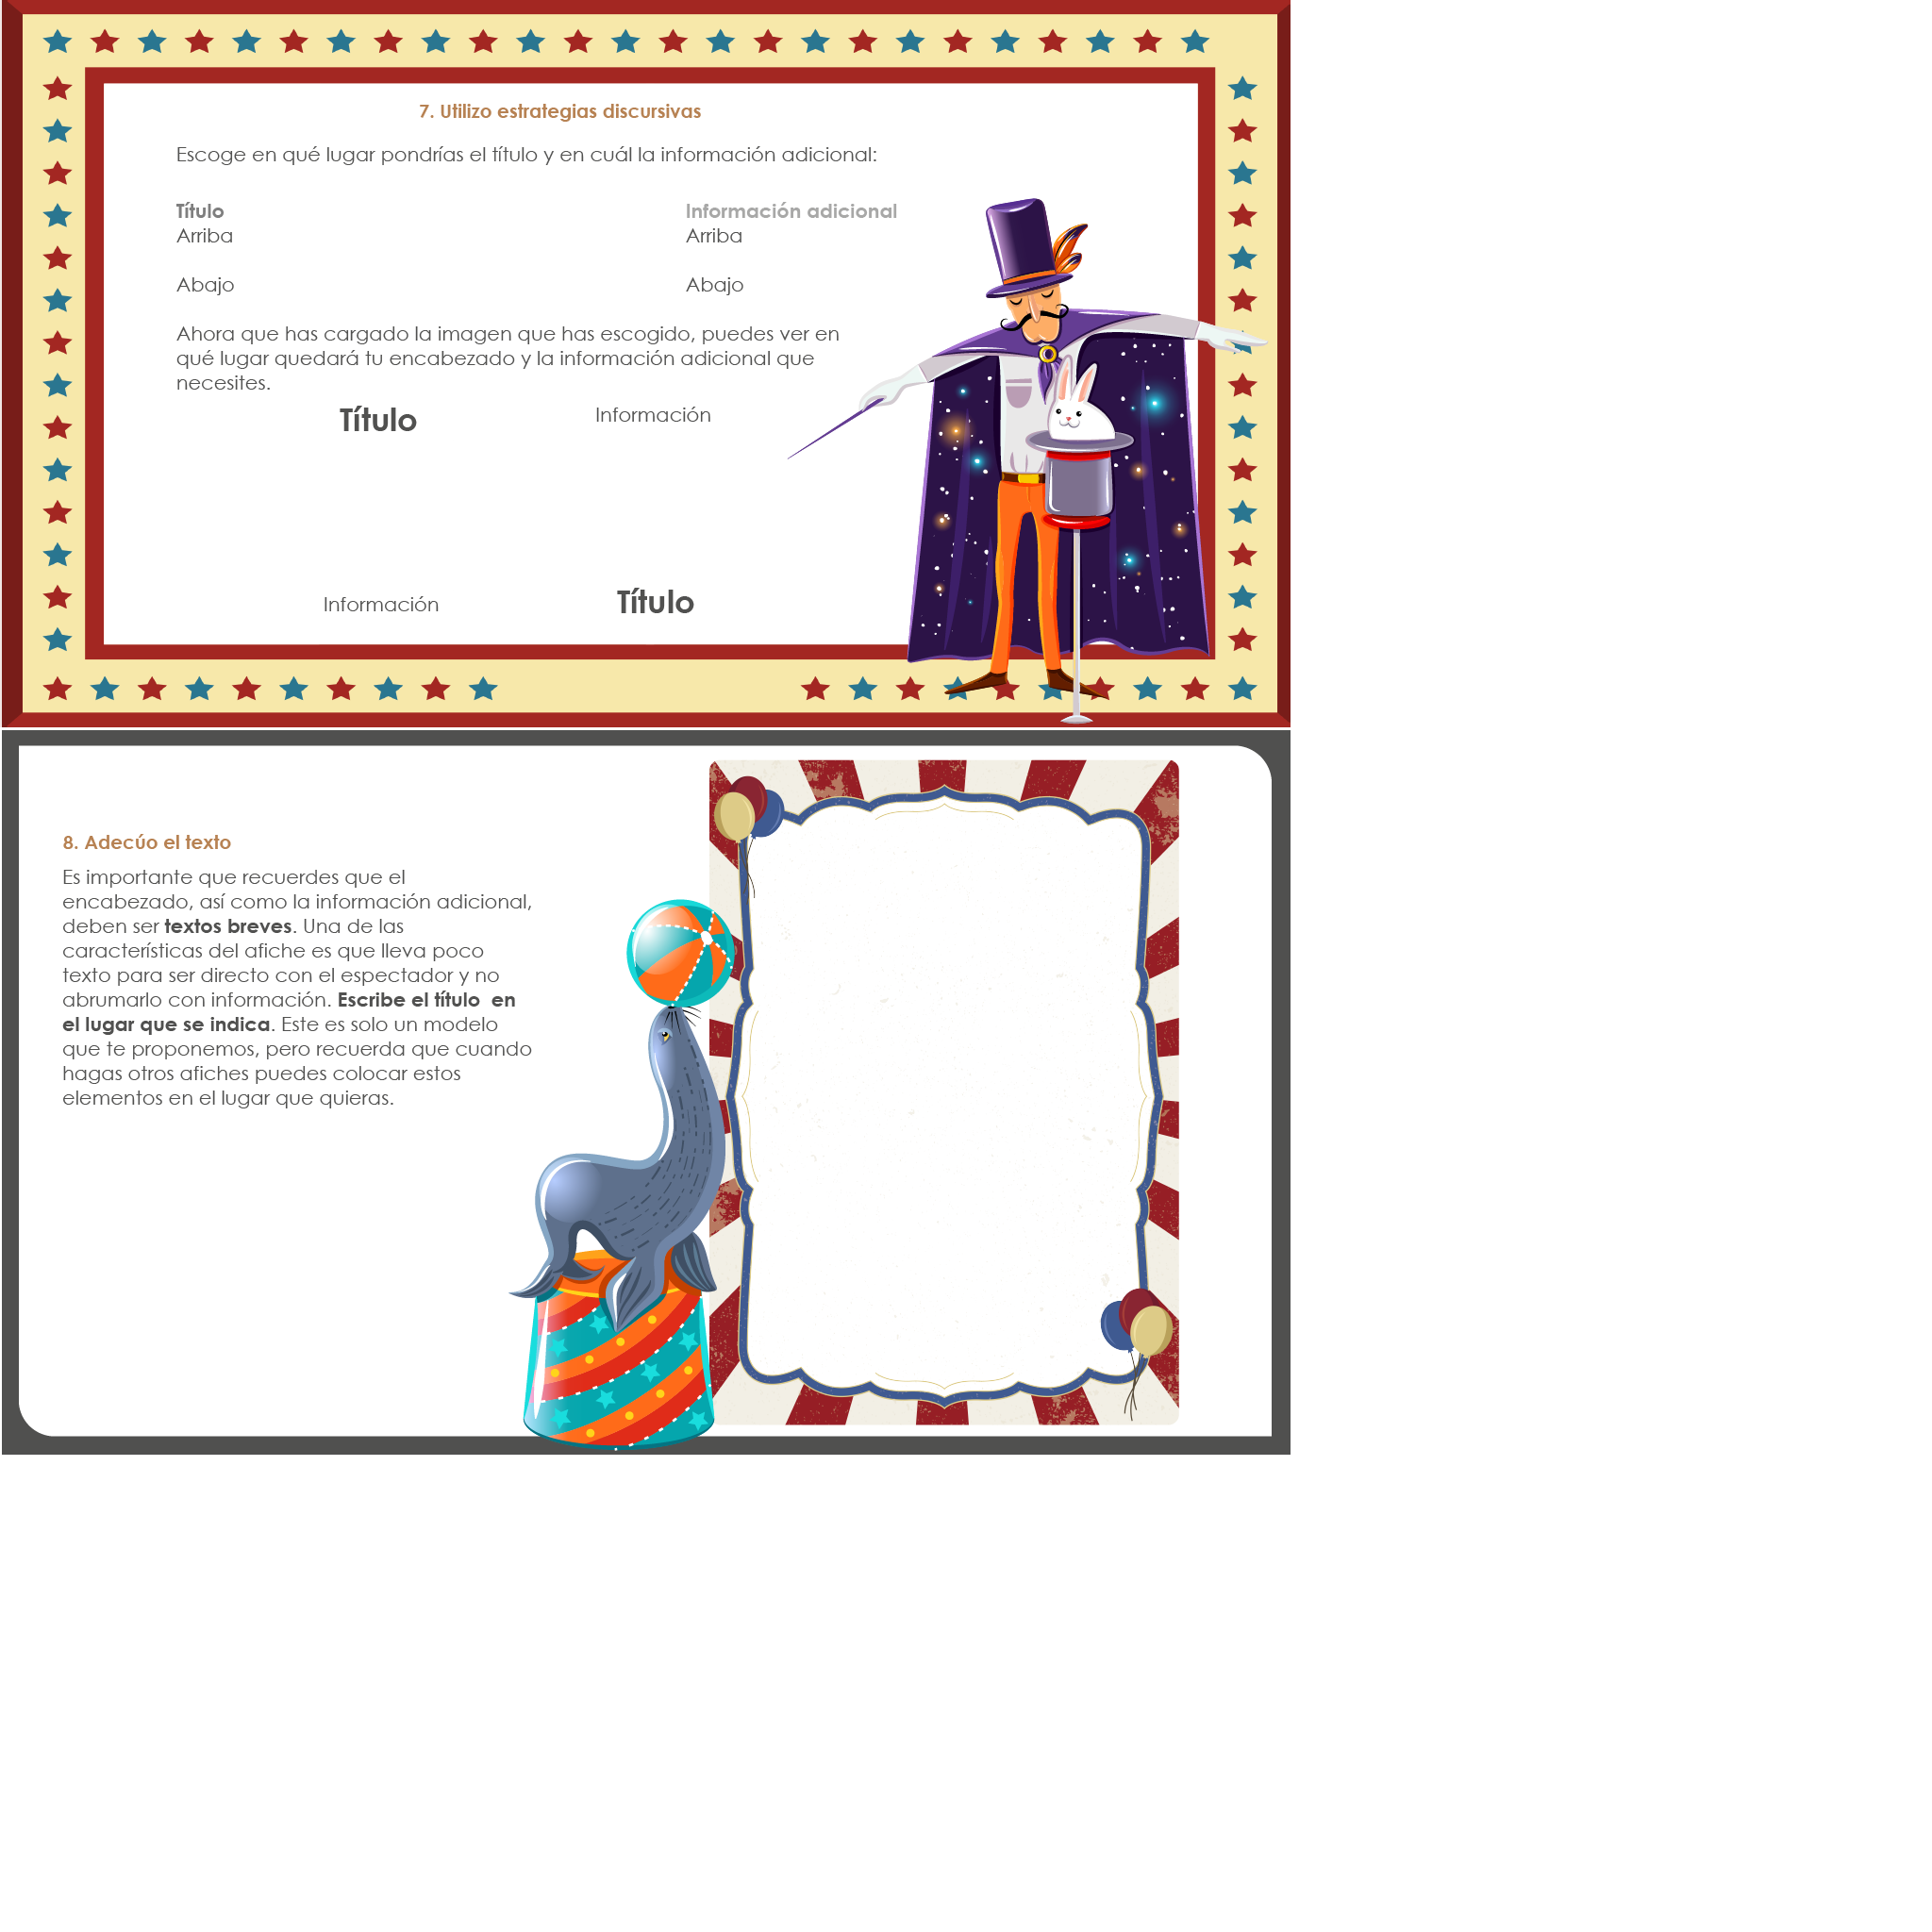 7. Utilizo estrategias discursivas
Escoge en qué lugar pondrías el título y en cuál la información adicional:
Título
Arriba
Abajo
Información adicional
Arriba
Abajo
Ahora que has cargado la imagen que has escogido, puedes ver en
qué lugar quedará tu encabezado y la información adicional que
necesites.
Título
Información
Información
Título
8. Adecúo el texto
Es importante que recuerdes que el
encabezado, así como la información adicional,
deben ser textos breves. Una de las
características del afiche es que lleva poco
texto para ser directo con el espectador y no
abrumarlo con información. Escribe el título  en
el lugar que se indica. Este es solo un modelo
que te proponemos, pero recuerda que cuando
hagas otros afiches puedes colocar estos
elementos en el lugar que quieras.